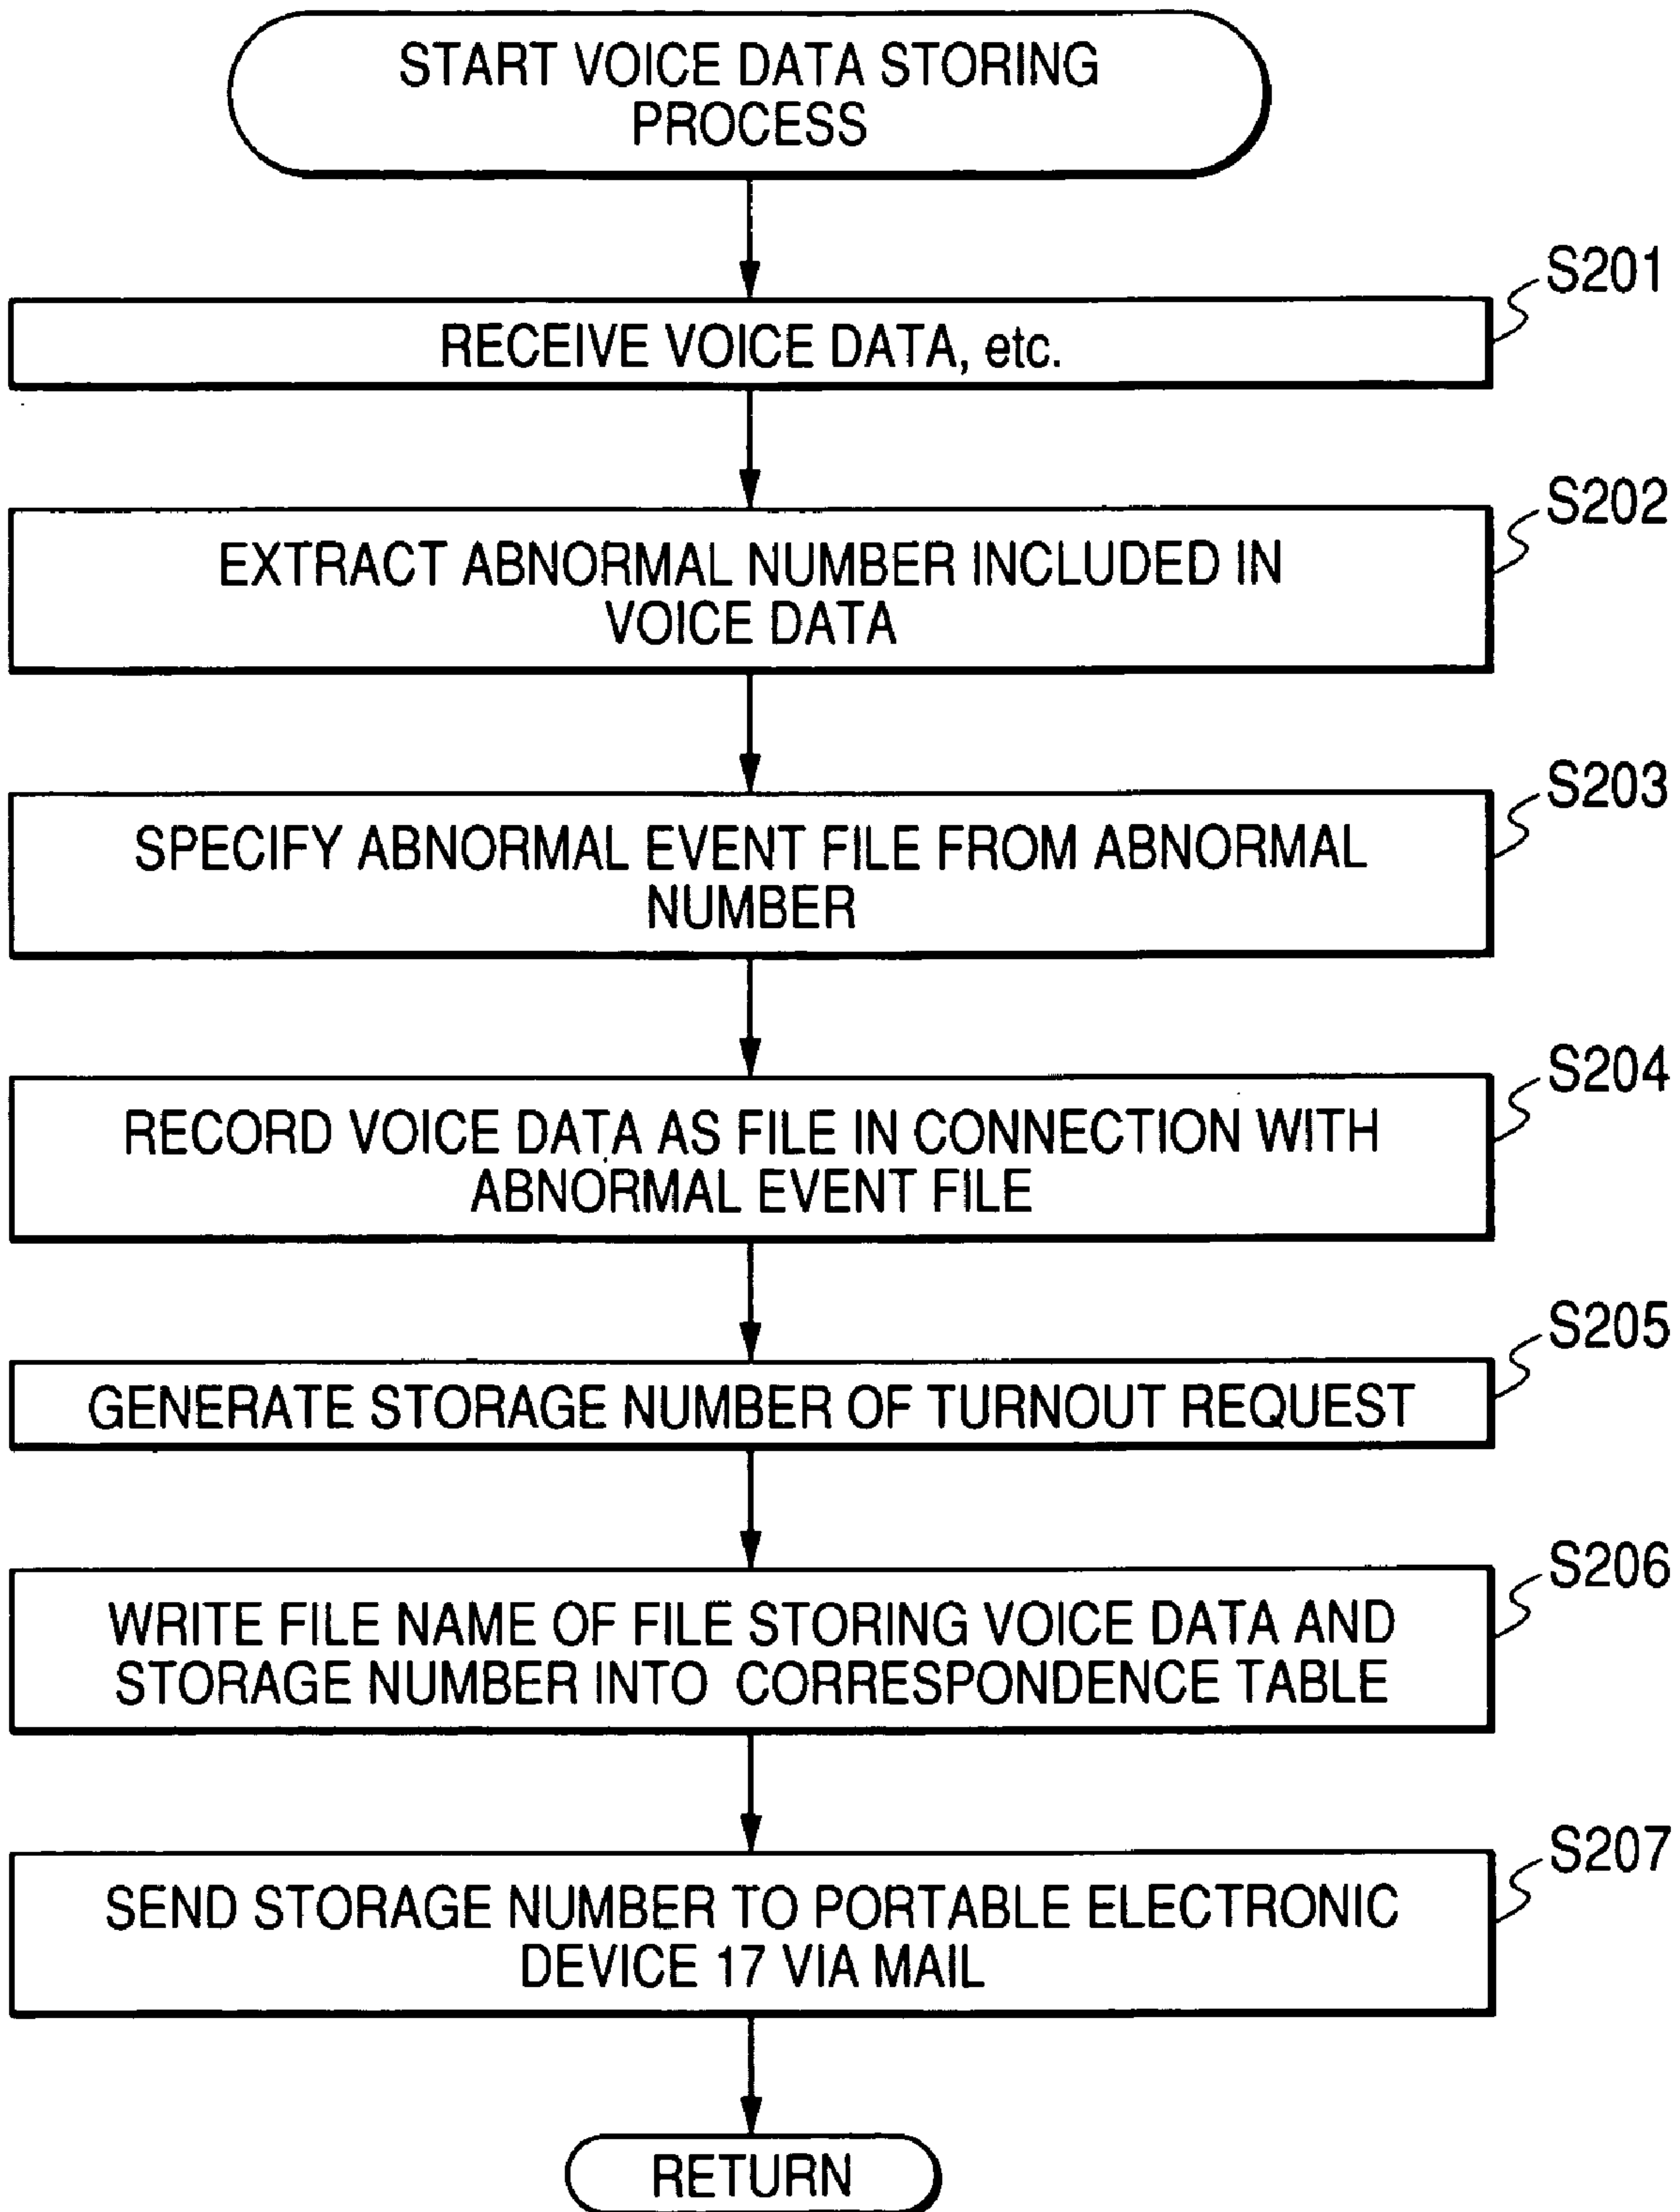 START VOICE DATA STORING
PROCESS
S201
RECEIVE VOICE DATA, etc.
S202
EXTRACT ABNORMAL NUMBER INCLUDED IN
VOICE DATA
S203
SPECIFY ABNORMAL EVENT FILE FROM ABNORMAL
NUMBER
S204
RECORD VOICE DATA AS FILE IN CONNECTION WITH
ABNORMAL EVENT FILE
S205
GENERATE STORAGE NUMBER OF TURNOUT REQUEST
S206
WRITE FILE NAME OF FILE STORING VOICE DATA AND
STORAGE NUMBER INTO CORRESPONDENCE TABLE
S207
SEND STORAGE NUMBER TO PORTABLE ELECTRONIC
DEVICE 17 VIA MAIL
RETURN